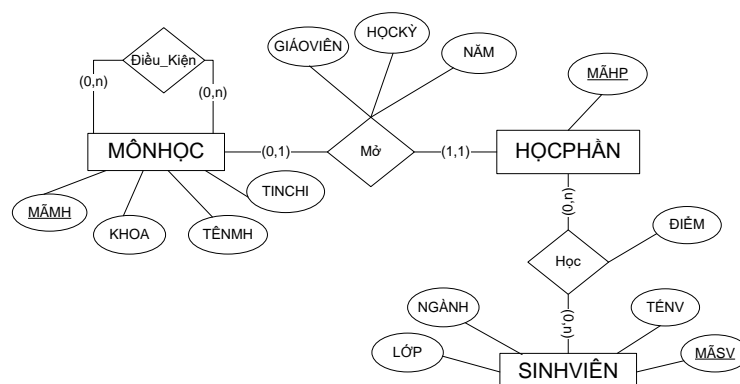 GIÁOVIÊN
HỌCKỲ
NĂM
Điều_Kiện
(0,n)
(0,n)
MÃHP
MÔNHỌC
(0,1)
Mở
(1,1)
HỌCPHẦN
MÃMH
KHOA
TÊNMH
TINCHI
(0,n)
ĐIỂM
Học
(0,n)
NGÀNH
TÊNV
LỚP
SINHVIÊN
MÃSV